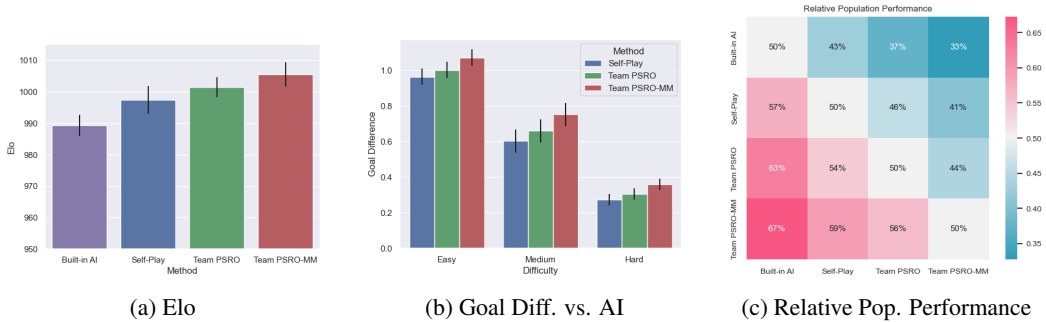 Elo
1010
1000
990
980
970
960
950
Built-in AI
Self-Play
Team PSRO
Team PSRO-MM
Method
(a) Elo
Goal Difference
1.0
0.8
0.6
0.4
0.2
0.0
Method
Self-Play
Team PSRO
Team PSRO-MM
Easy
Medium
Hard
Difficulty
(b) Goal Diff. vs. AI
Relative Population Performance
Built-in AI
50% 43% 37% 33%
Self-Play
57% 50% 46% 41%
Team PSRO
63% 54% 50% 44%
Team PSRO-MM
67% 59% 56% 50%
Built-in AI
Self-Play
Team PSRO
Team PSRO-MM
0.65
0.60
0.55
0.50
0.45
0.40
0.35
(c) Relative Pop. Performance